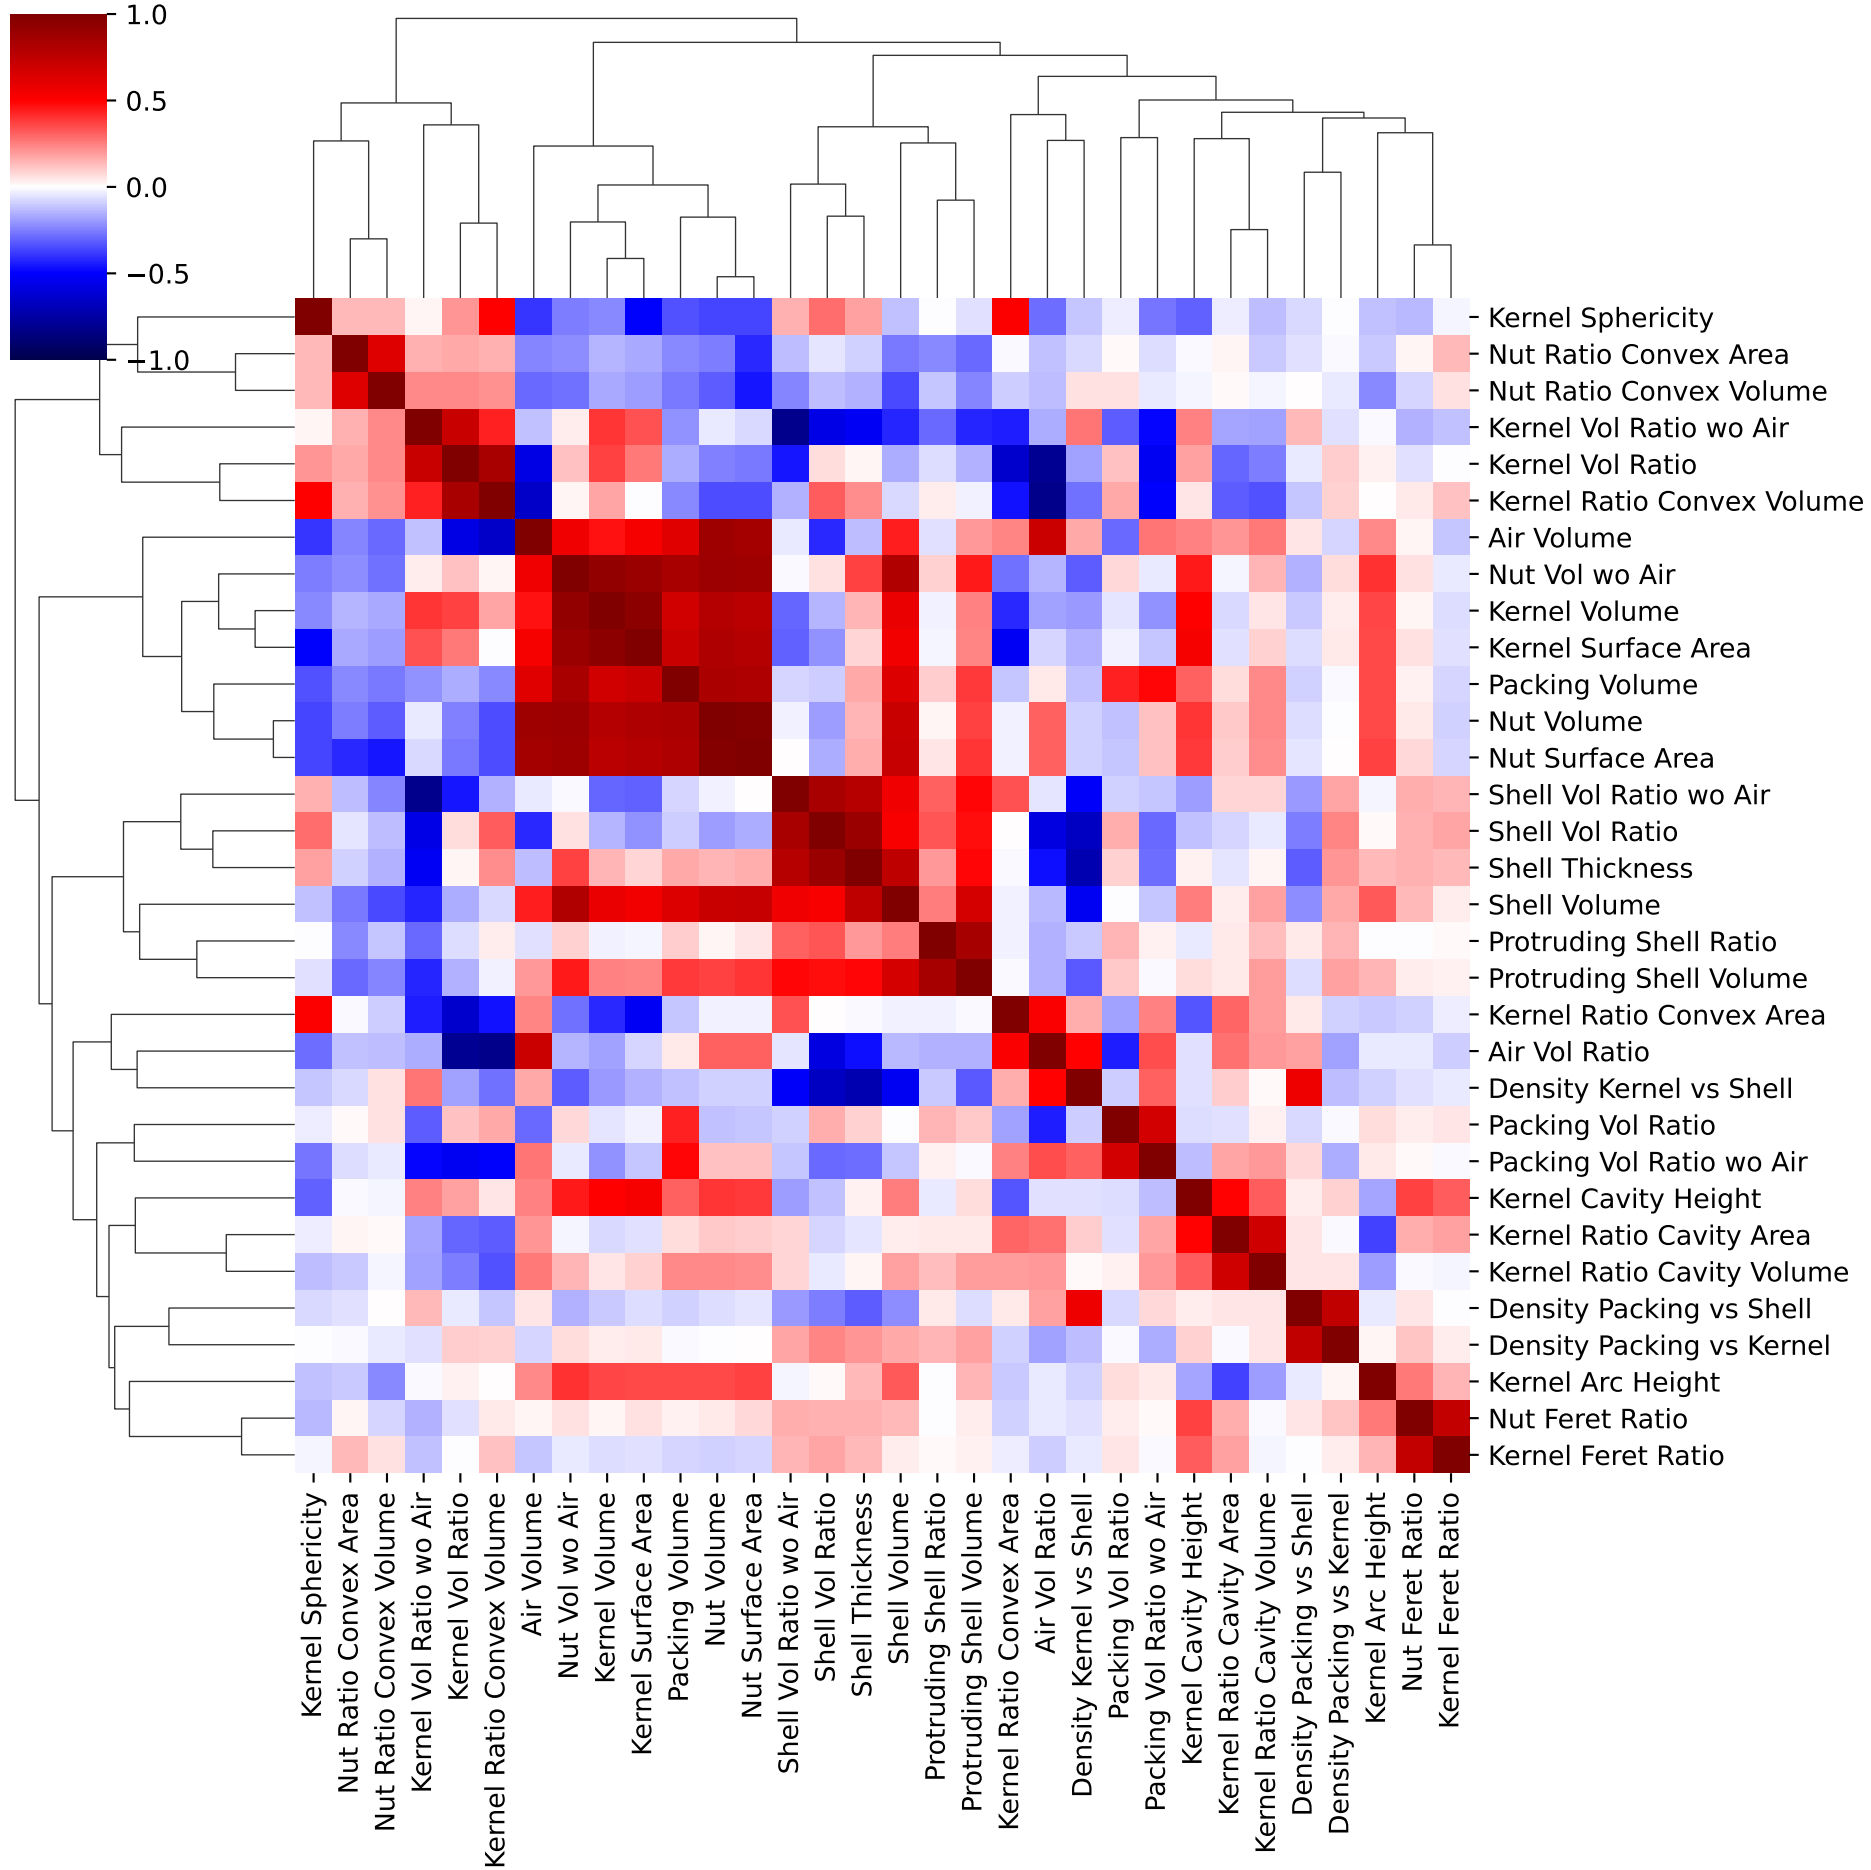 1.0
0.5
0.0
−0.5
−1.0
Kernel Sphericity
Nut Ratio Convex Area
Nut Ratio Convex Volume
Kernel Vol Ratio wo Air
Kernel Vol Ratio
Kernel Ratio Convex Volume
Air Volume
Nut Vol wo Air
Kernel Volume
Kernel Surface Area
Packing Volume
Nut Volume
Nut Surface Area
Shell Vol Ratio wo Air
Shell Vol Ratio
Shell Thickness
Shell Volume
Protruding Shell Ratio
Protruding Shell Volume
Kernel Ratio Convex Area
Air Vol Ratio
Density Kernel vs Shell
Packing Vol Ratio
Packing Vol Ratio wo Air
Kernel Cavity Height
Kernel Ratio Cavity Area
Kernel Ratio Cavity Volume
Density Packing vs Shell
Density Packing vs Kernel
Kernel Arc Height
Nut Feret Ratio
Kernel Feret Ratio
Kernel Sphericity
Nut Ratio Convex Area
Nut Ratio Convex Volume
Kernel Vol Ratio wo Air
Kernel Vol Ratio
Kernel Ratio Convex Volume
Air Volume
Nut Vol wo Air
Kernel Volume
Kernel Surface Area
Packing Volume
Nut Volume
Nut Surface Area
Shell Vol Ratio wo Air
Shell Vol Ratio
Shell Thickness
Shell Volume
Protruding Shell Ratio
Protruding Shell Volume
Kernel Ratio Convex Area
Air Vol Ratio
Density Kernel vs Shell
Packing Vol Ratio
Packing Vol Ratio wo Air
Kernel Cavity Height
Kernel Ratio Cavity Area
Kernel Ratio Cavity Volume
Density Packing vs Shell
Density Packing vs Kernel
Kernel Arc Height
Nut Feret Ratio
Kernel Feret Ratio